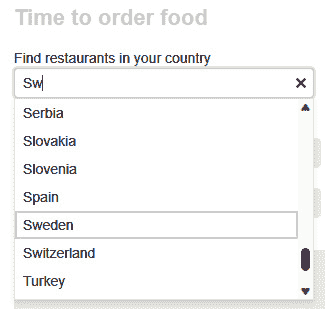 Time to order food
Find restaurants in your country
Sw
Serbia
Slovakia
Slovenia
Spain
Sweden
Switzerland
Turkey